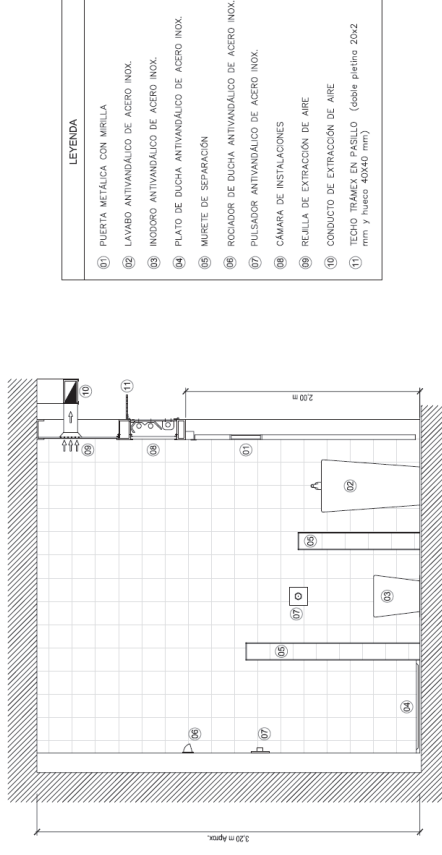 LEYENDA
01 PUERTA METÁLICA CON MIRILLA
02 LAVABO ANTIVANDÁLICO DE ACERO INOX.
03 INODORO ANTIVANDÁLICO DE ACERO INOX.
04 PLATO DE DUCHA ANTIVANDÁLICO DE ACERO INOX.
05 MURETE DE SEPARACIÓN
06 ROCIADOR DE DUCHA ANTIVANDÁLICO DE ACERO INOX.
07 PULSADOR ANTIVANDÁLICO DE ACERO INOX.
08 CÁMARA DE INSTALACIONES
09 REJILLA DE EXTRACCIÓN DE AIRE
10 CONDUCTO DE EXTRACCIÓN DE AIRE
11 TECHO TRÁMEX EN PASILLO (doble pletina 20x2
mm y hueco 40X40 mm)
3.20 m Aprox.
06
07
04
05
07
03
05
02
01
09
08
10
11
2.00 m